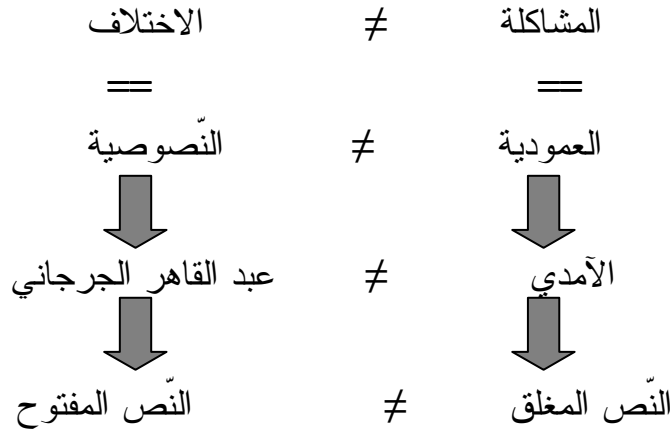 المشاكلة ≠ الاختلاف
== ==
العمودية ≠ النّصوصية
الآمدي ≠ عبد القاهر الجرجاني
النّص المغلق ≠ النّص المفتوح